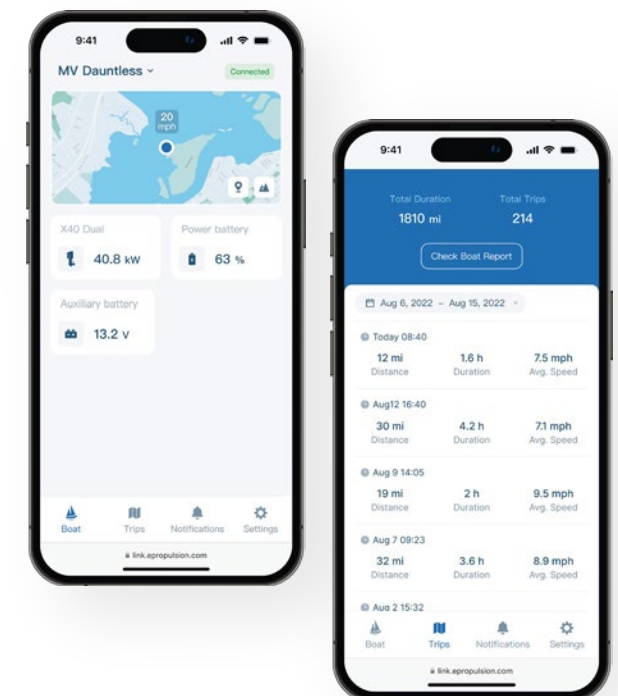 9:41
MV Dauntless
Connected
20
mph
X40 Dual
40.8 kW
Power battery
63 %
Auxiliary battery
13.2 V
Boat
Trips
Notifications
Settings
link.epropulsion.com
9:41
Total Duration
Total Trips
1810 mi
214
Check Boat Report
Aug 6, 2022 – Aug 15, 2022
Today 08:40
12 mi
1.6 h
7.5 mph
Distance
Duration
Avg. Speed
Aug12 16:40
30 mi
4.2 h
7.1 mph
Distance
Duration
Avg. Speed
Aug 9 14:05
19 mi
2 h
9.5 mph
Distance
Duration
Avg. Speed
Aug 7 09:23
32 mi
3.6 h
8.9 mph
Distance
Duration
Avg. Speed
Aug 2 15:32
Boat
Trips
Notifications
Settings
link.epropulsion.com